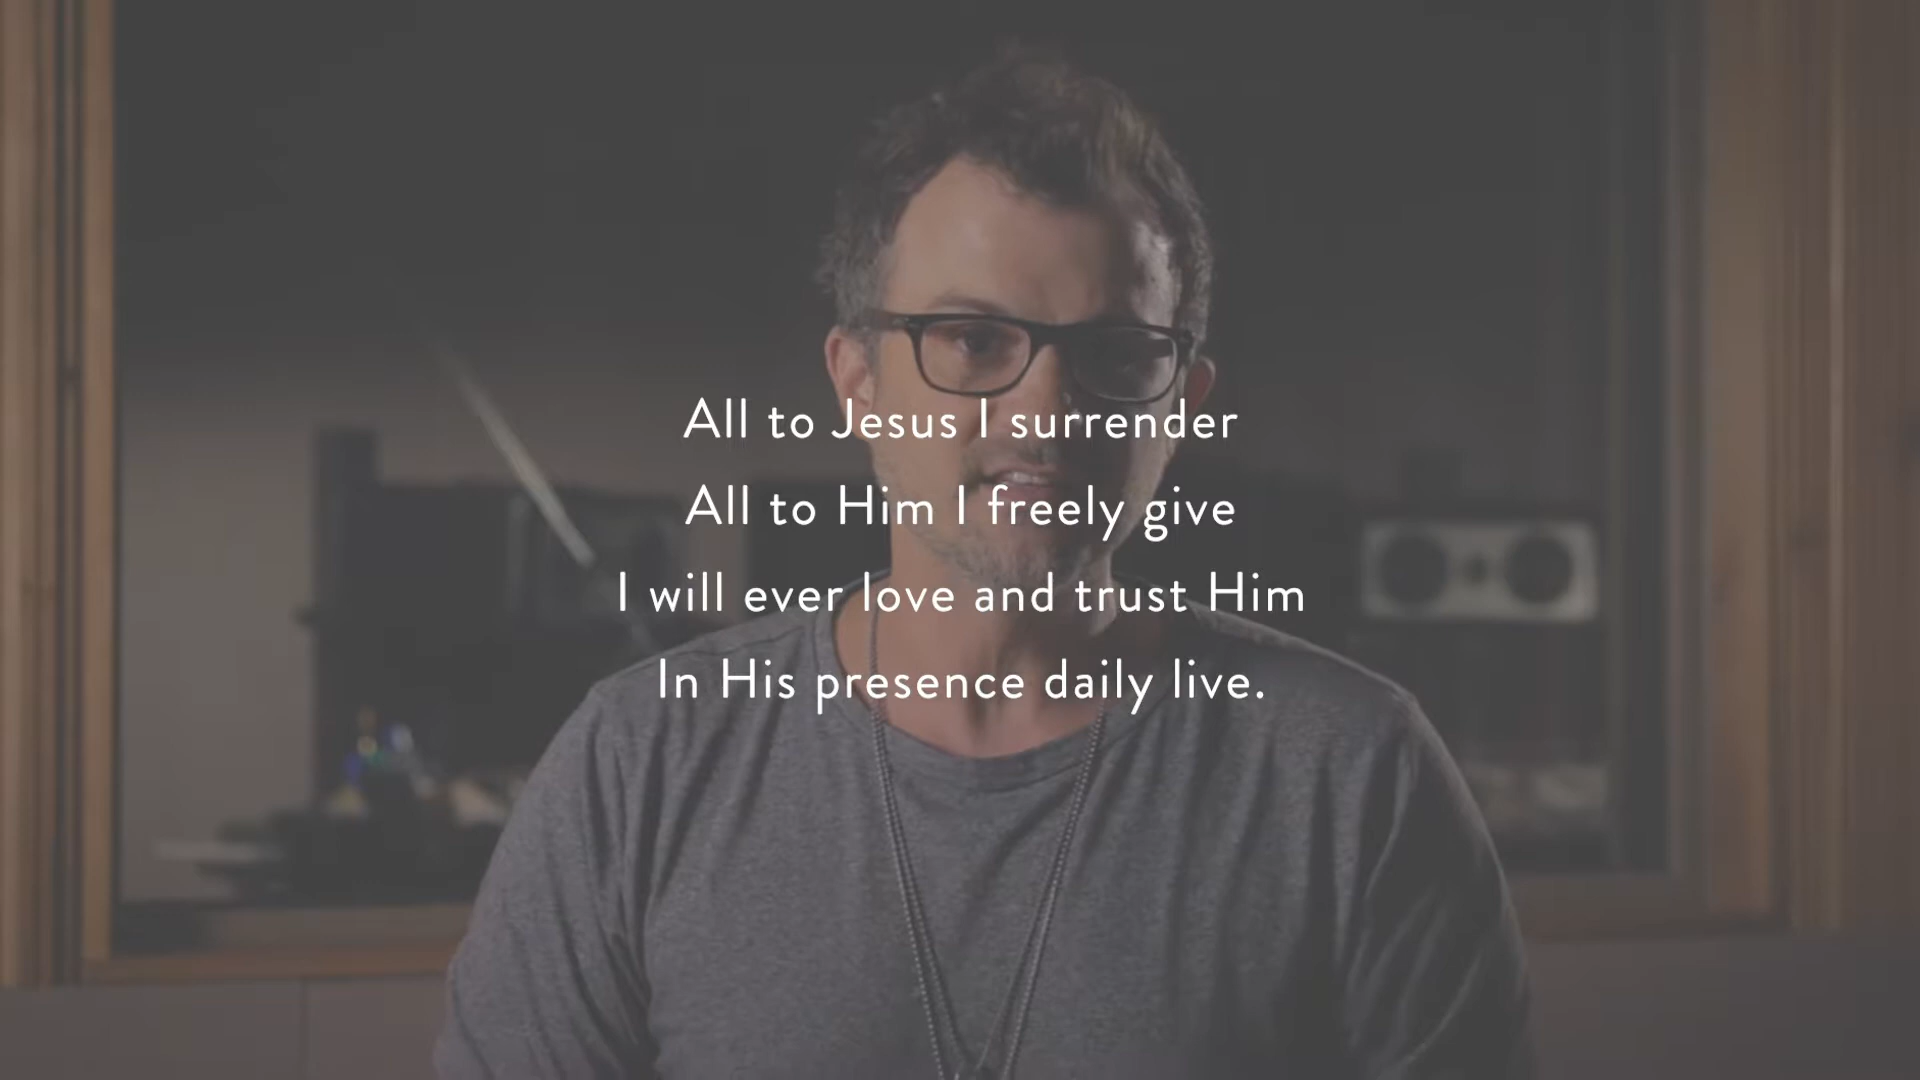 All to Jesus I surrender
All to Him I freely give
I will ever love and trust Him
In His presence daily live.